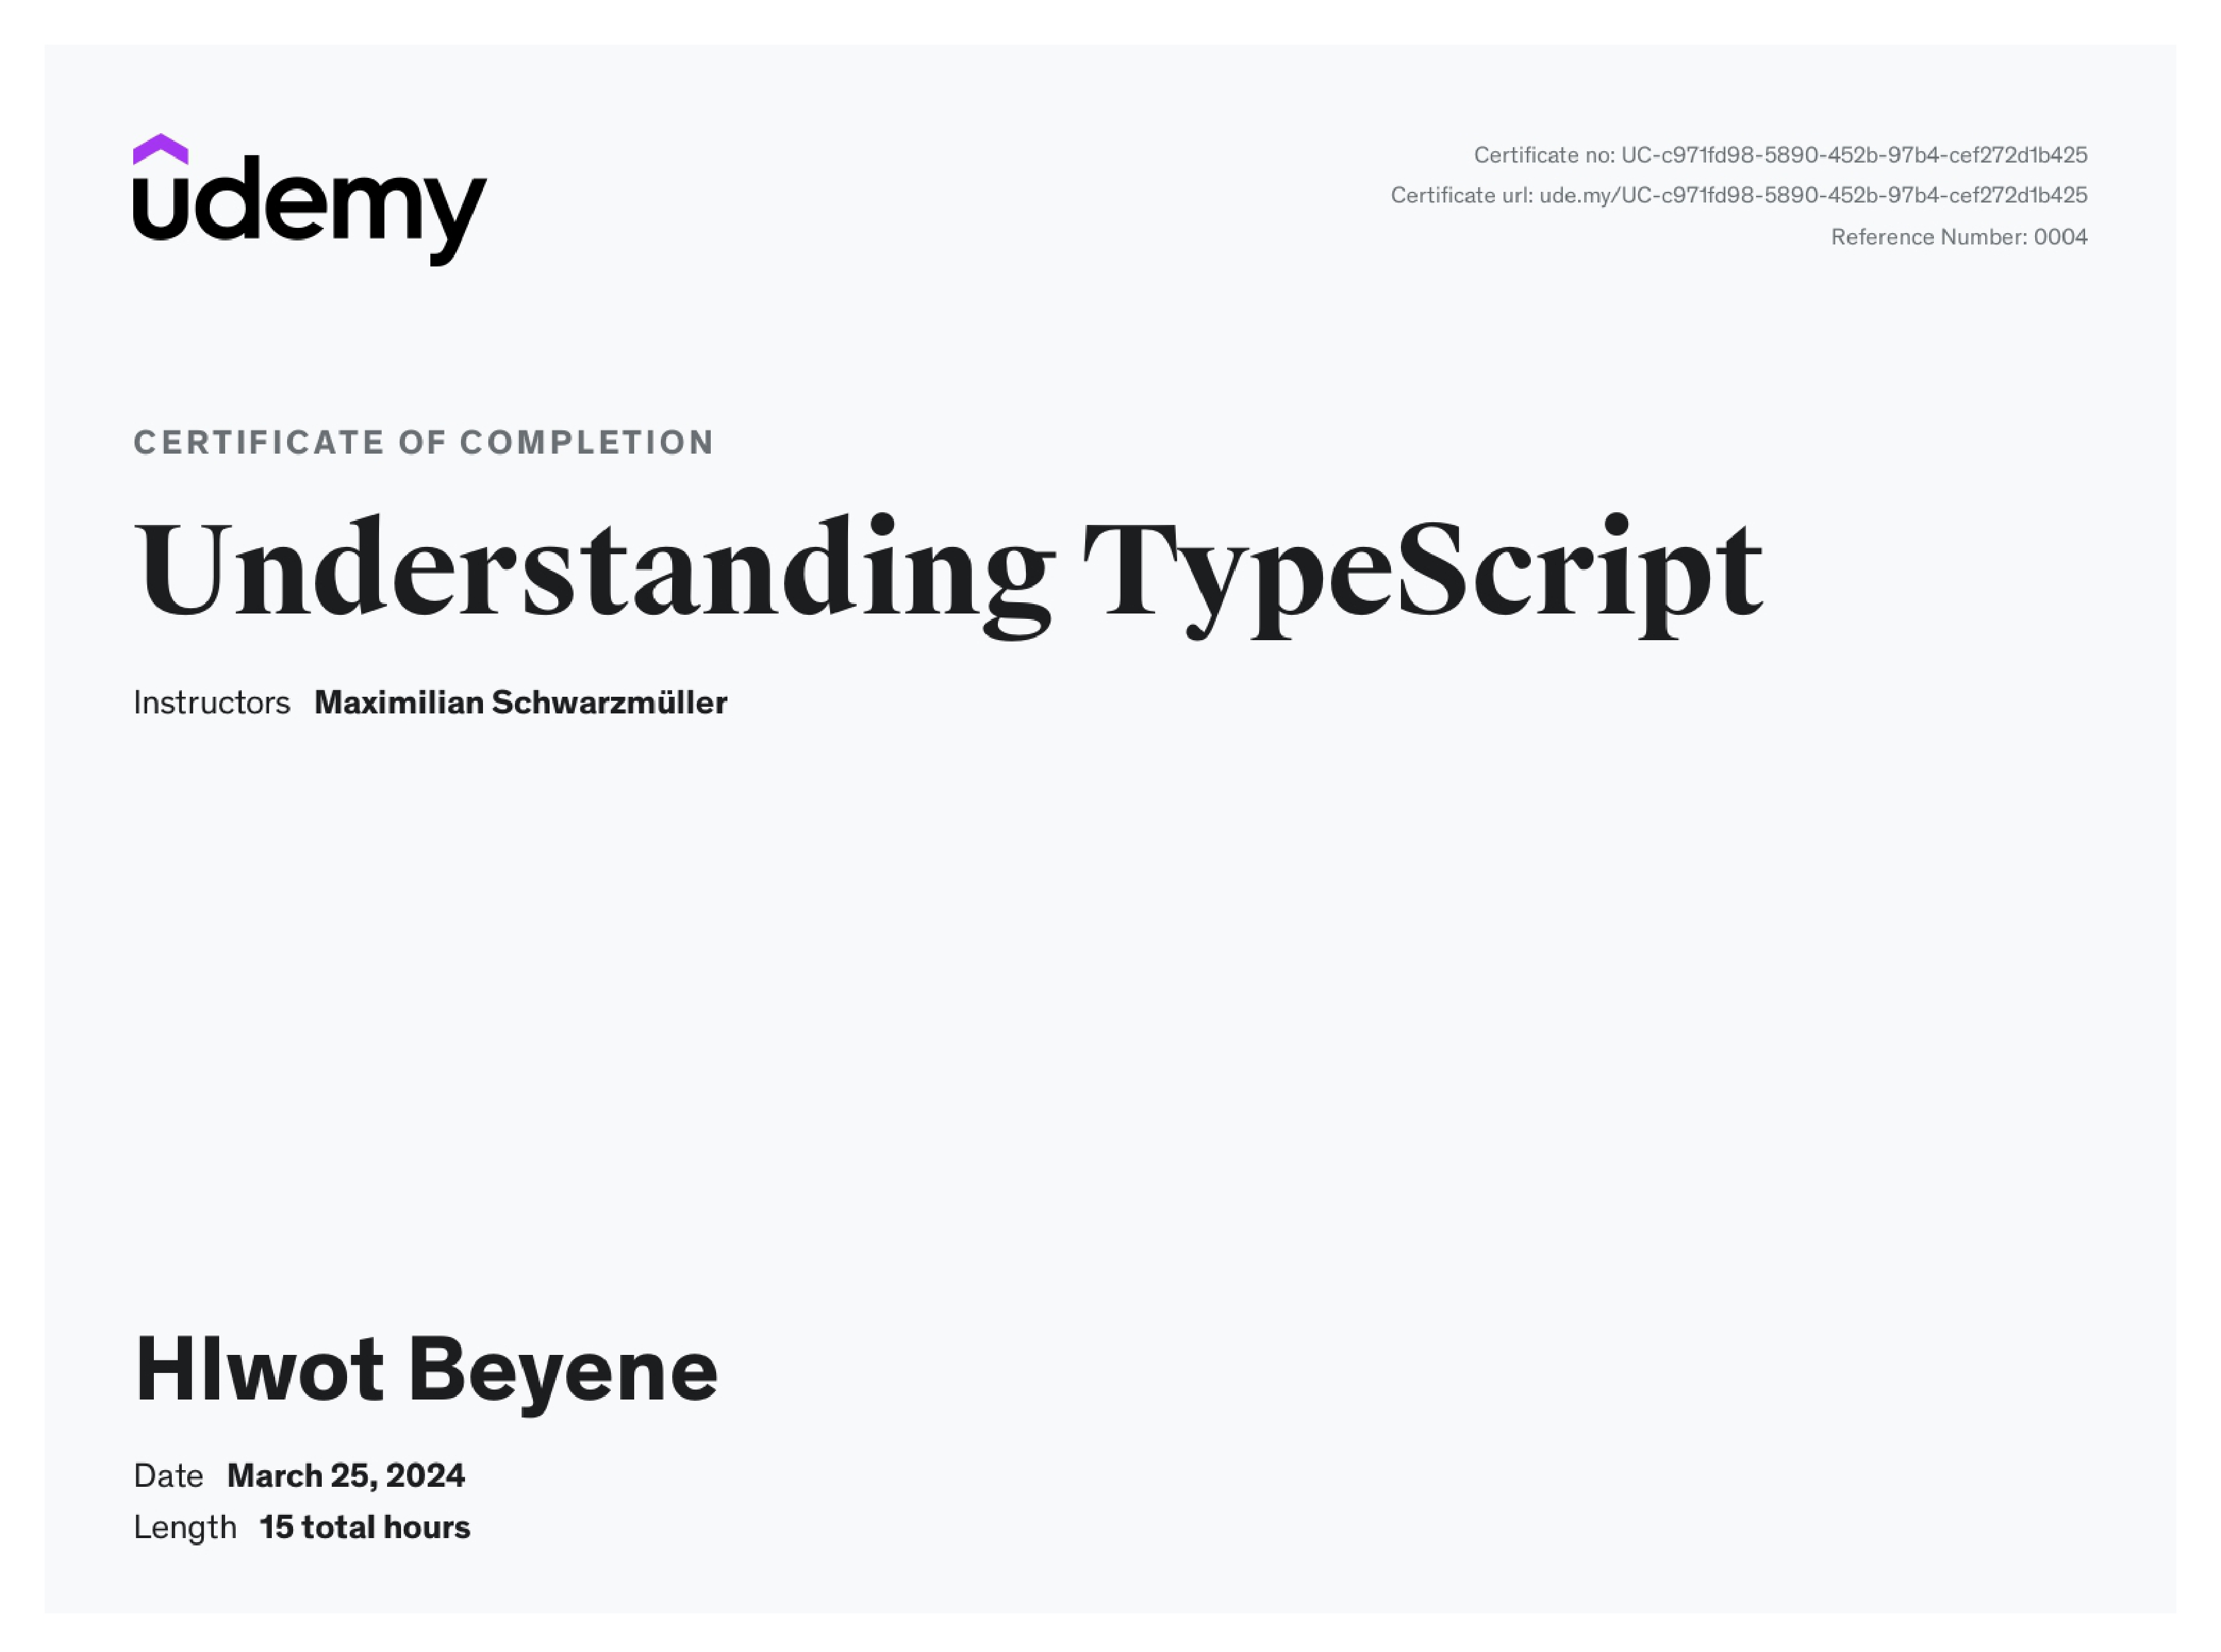 udemy
Certificate no: UC-c971fd98-5890-452b-97b4-cef272d1b425
Certificate url: ude.my/UC-c971fd98-5890-452b-97b4-cef272d1b425
Reference Number: 0004
CERTIFICATE OF COMPLETION
Understanding TypeScript
Instructors Maximilian Schwarzmüller
HIwot Beyene
Date March 25, 2024
Length 15 total hours